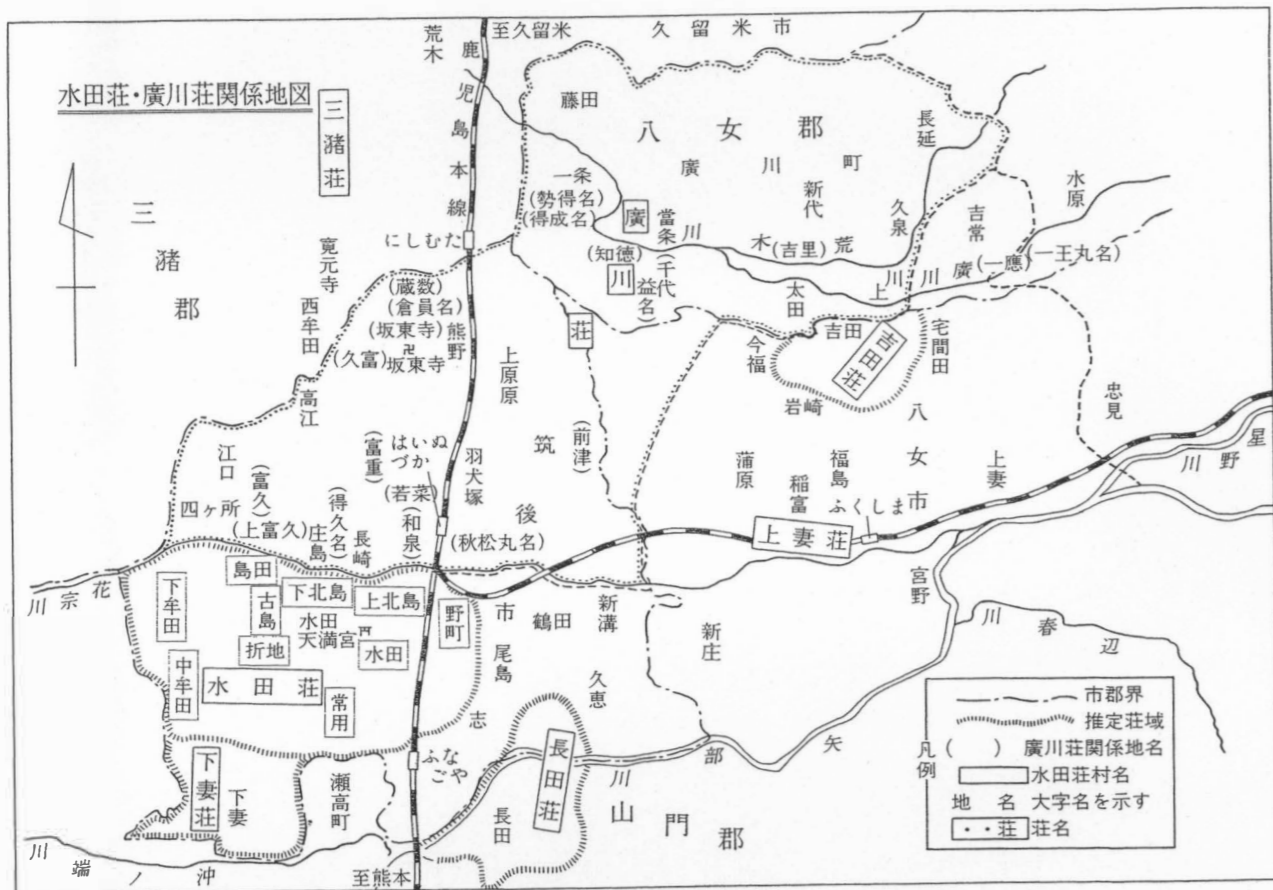 水田荘・廣川荘関係地図
三潴荘
三潴郡
荒木
鹿児島本線
至久留米
久留米市
藤田
八女郡
廣川町
長延
水原
一条
(勢得名)
(得成名)
廣川荘
當条
新代
久泉
吉常
(知徳)
(千代益名)
川木荒
(吉里)
川上廣川
(一應)
(一王丸名)
太田
吉田
今福
吉田荘
宅間田
岩崎
忠見
にしむた
寛元寺
西牟田
(蔵数)
(倉員名)
(坂東寺)
熊野
(久富)
卍
坂東寺
高江
上原原
江口
(富久)
四ヶ所
(上富久)
庄島
(得久名)
長崎
(富重)
はいぬづか
(若菜)
(和泉)
羽犬塚
(秋松丸名)
筑後市
(前津)
蒲原
福島
稲富
八女市
上妻
ふくしま
上妻荘
川野星
宮野
川春辺
川宗花
島田
下牟田
古島
下北島
上北島
水田天満宮
水田
野町
折地
中牟田
水田荘
常用
鶴田
新溝
新庄
尾島
久恵
志
下妻荘
下妻
瀬高町
ふなごや
長田荘
長田
川部矢
山門郡
川端ノ沖
至熊本
凡例
市郡界
推定荘域
( ) 廣川荘関係地名
水田荘村名
地名 大字名を示す
・・荘 荘名